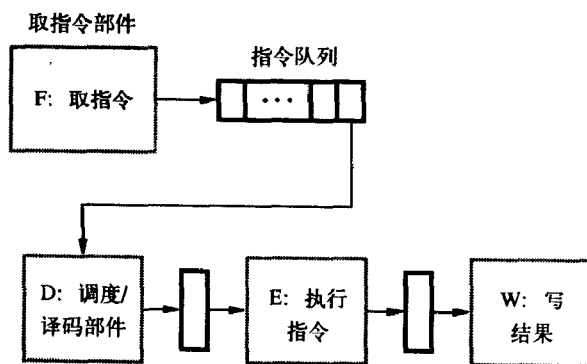 取指令部件
指令队列
F: 取指令
···
D: 调度/
译码部件
E: 执行
指令
W: 写
结果